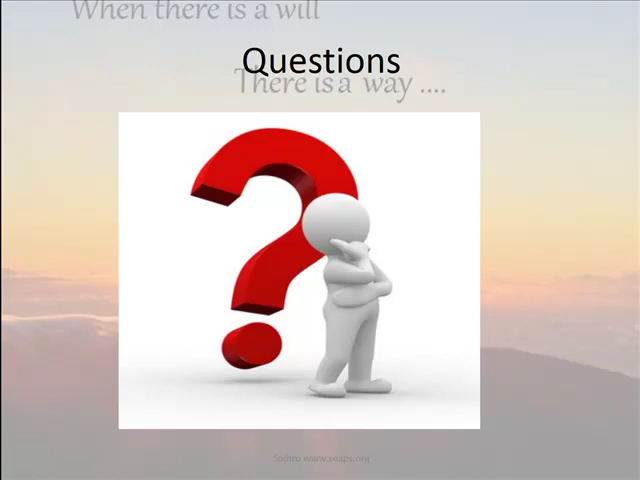 When there is a will
Questions
There is a way ....